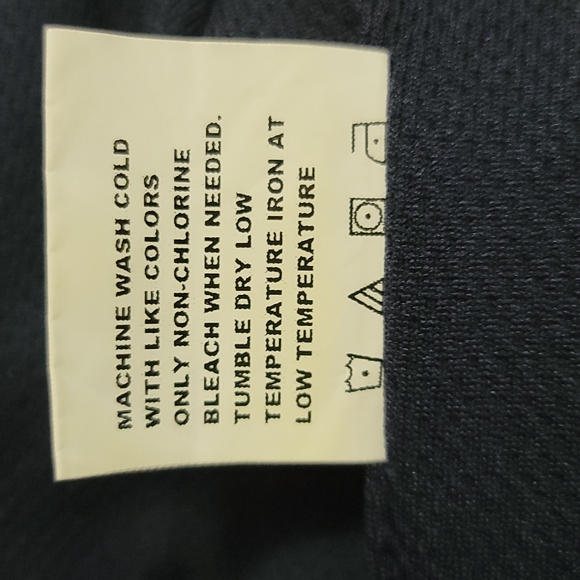 MACHINE WASH COLD
WITH LIKE COLORS
ONLY NON-CHLORINE
BLEACH WHEN NEEDED.
TUMBLE DRY LOW
TEMPERATURE IRON AT
LOW TEMPERATURE